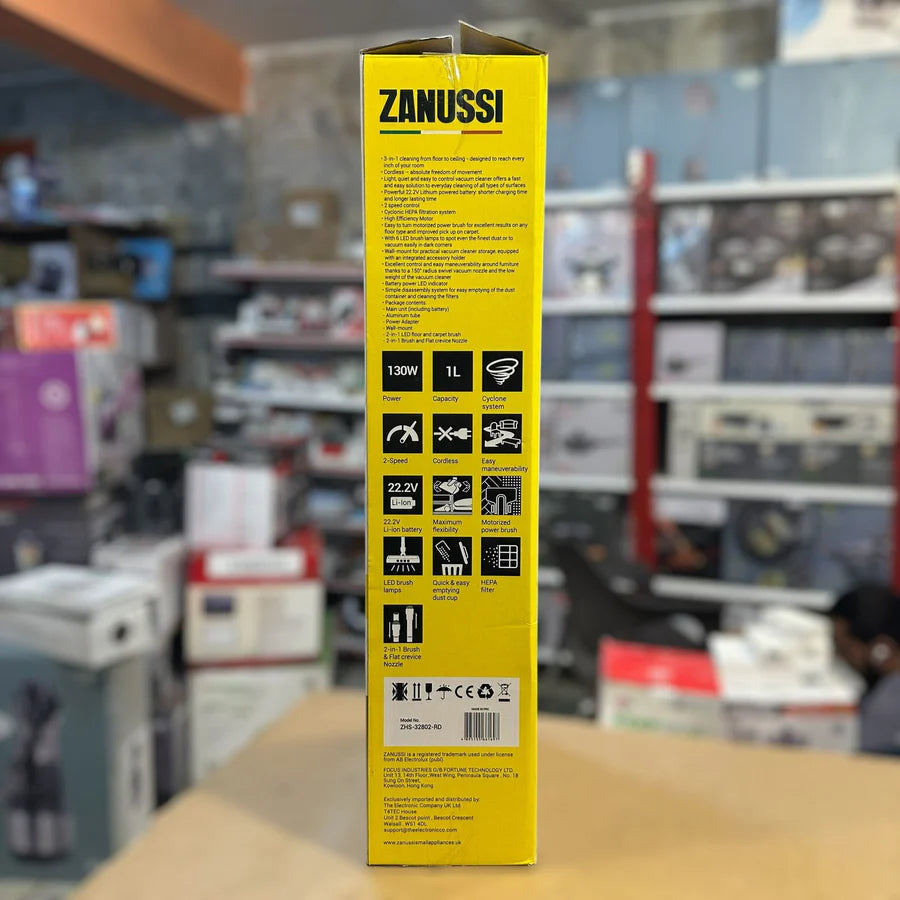 ZANUSSI
• 3-in-1 cleaning from floor to ceiling - designed to reach every
inch of your room
• Cordless – absolute freedom of movement
• Light, quiet and easy to control vacuum cleaner offers a fast
and easy solution to everyday cleaning of all types of surfaces
• Powerful 22.2V Lithium powered battery: shorter charging time
and longer lasting time
• 2 speed control
• Cyclonic HEPA filtration system
• High Efficiency Motor
• Easy to turn motorized power brush for excellent results on any
floor type and improved pick up on carpet.
• With 6 LED brush lamps to spot even the finest dust or to
vacuum easily in dark corners
• Wall-mount for practical vacuum cleaner storage, equipped
with an integrated accessory holder
• Excellent control and easy maneuverability around furniture
thanks to a 150° radius swivel vacuum nozzle and the low
weight of the vacuum cleaner
• Battery power LED indicator
• Simple disassembly system for easy emptying of the dust
container and cleaning the filters
• Package contents:
- Main unit (including battery)
- Aluminum tube
- Power Adapter
- Wall-mount
- 2-in-1 LED floor and carpet brush
- 2-in-1 Brush and Flat crevice Nozzle
130W 1L
Power Capacity Cyclone
system
2-Speed Cordless Easy
maneuverability
22.2V
Li-Ion
22.2V Maximum Motorized
Li-ion battery flexibility power brush
LED brush Quick & easy HEPA
lamps emptying filter
dust cup
2-in-1 Brush
& Flat crevice
Nozzle
CE
MADE IN PRC
Model No.
ZHS-32802-RD
ZANUSSI is a registered trademark used under license
from AB Electrolux (publ)
FOCUS INDUSTRIES O/B FORTUNE TECHNOLOGY LTD.
Unit 13, 14th Floor, West Wing, Peninsula Square, No. 18
Sung On Street,
Kowloon, Hong Kong
Exclusively imported and distributed by:
The Electronic Company UK Ltd
T4TEC House
Unit 2 Bescot point, Bescot Crescent
Walsall, WS1 4DL
support@theelectronicco.com
www.zanussismallappliances.uk